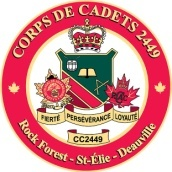 CORPS DE CADETS 2449
FIERTÉ PERSÉVÉRANCE LOYAUTÉ
CC2449
Rock Forest - St-Élie - Deauville